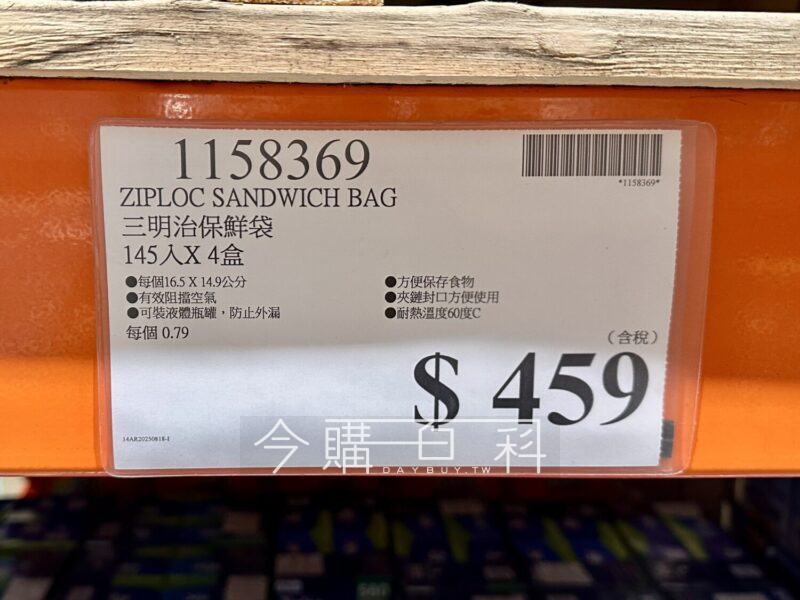 1158369
*1158369*
ZIPLOC SANDWICH BAG
三明治保鮮袋
145入X 4盒
●每個16.5 X 14.9公分
●有效阻擋空氣
●可裝液體瓶罐，防止外漏
每個 0.79
●方便保存食物
●夾鏈封口方便使用
●耐熱溫度60度C
（含稅）
$ 459
14AR20250818-I
今購百科
DAYBUY.TW